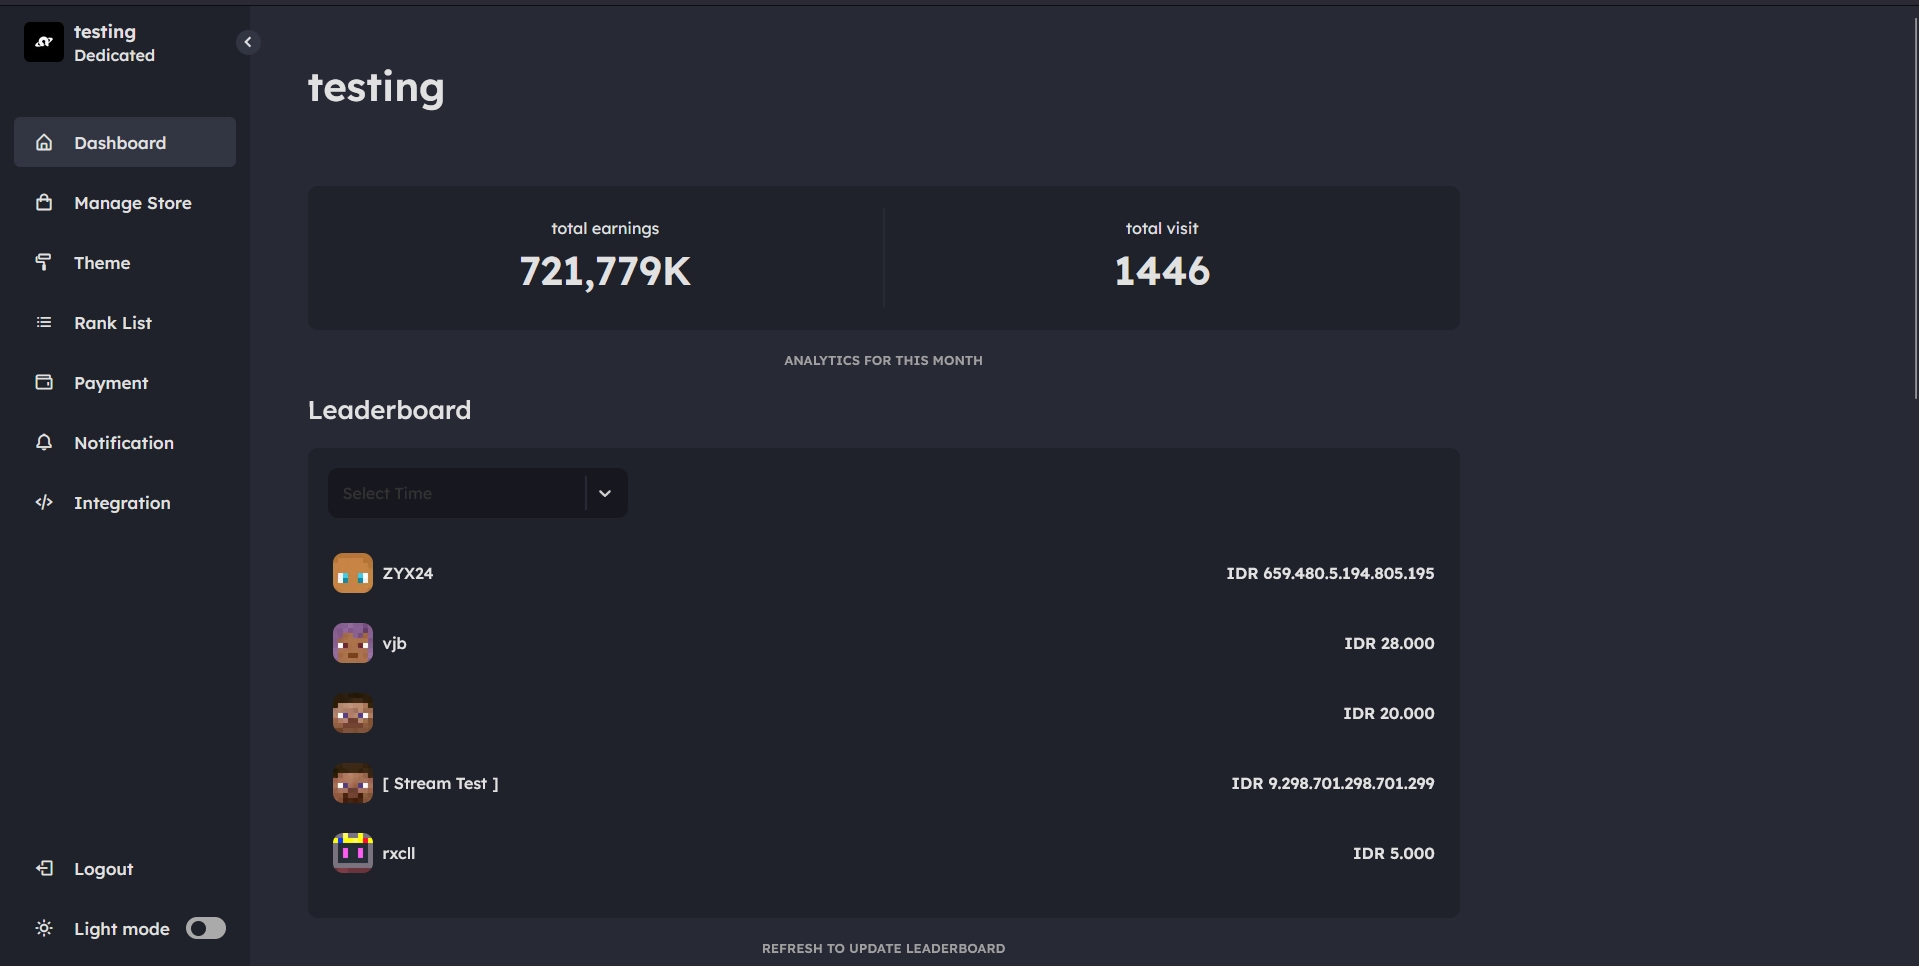 testing
Dedicated
Dashboard
Manage Store
Theme
Rank List
Payment
Notification
Integration
Logout
Light mode
testing
total earnings
721,779K
total visit
1446
ANALYTICS FOR THIS MONTH
Leaderboard
Select Time
ZYX24 IDR 659.480.5.194.805.195
vjb IDR 28.000
IDR 20.000
[ Stream Test ] IDR 9.298.701.298.701.299
rxcll IDR 5.000
REFRESH TO UPDATE LEADERBOARD